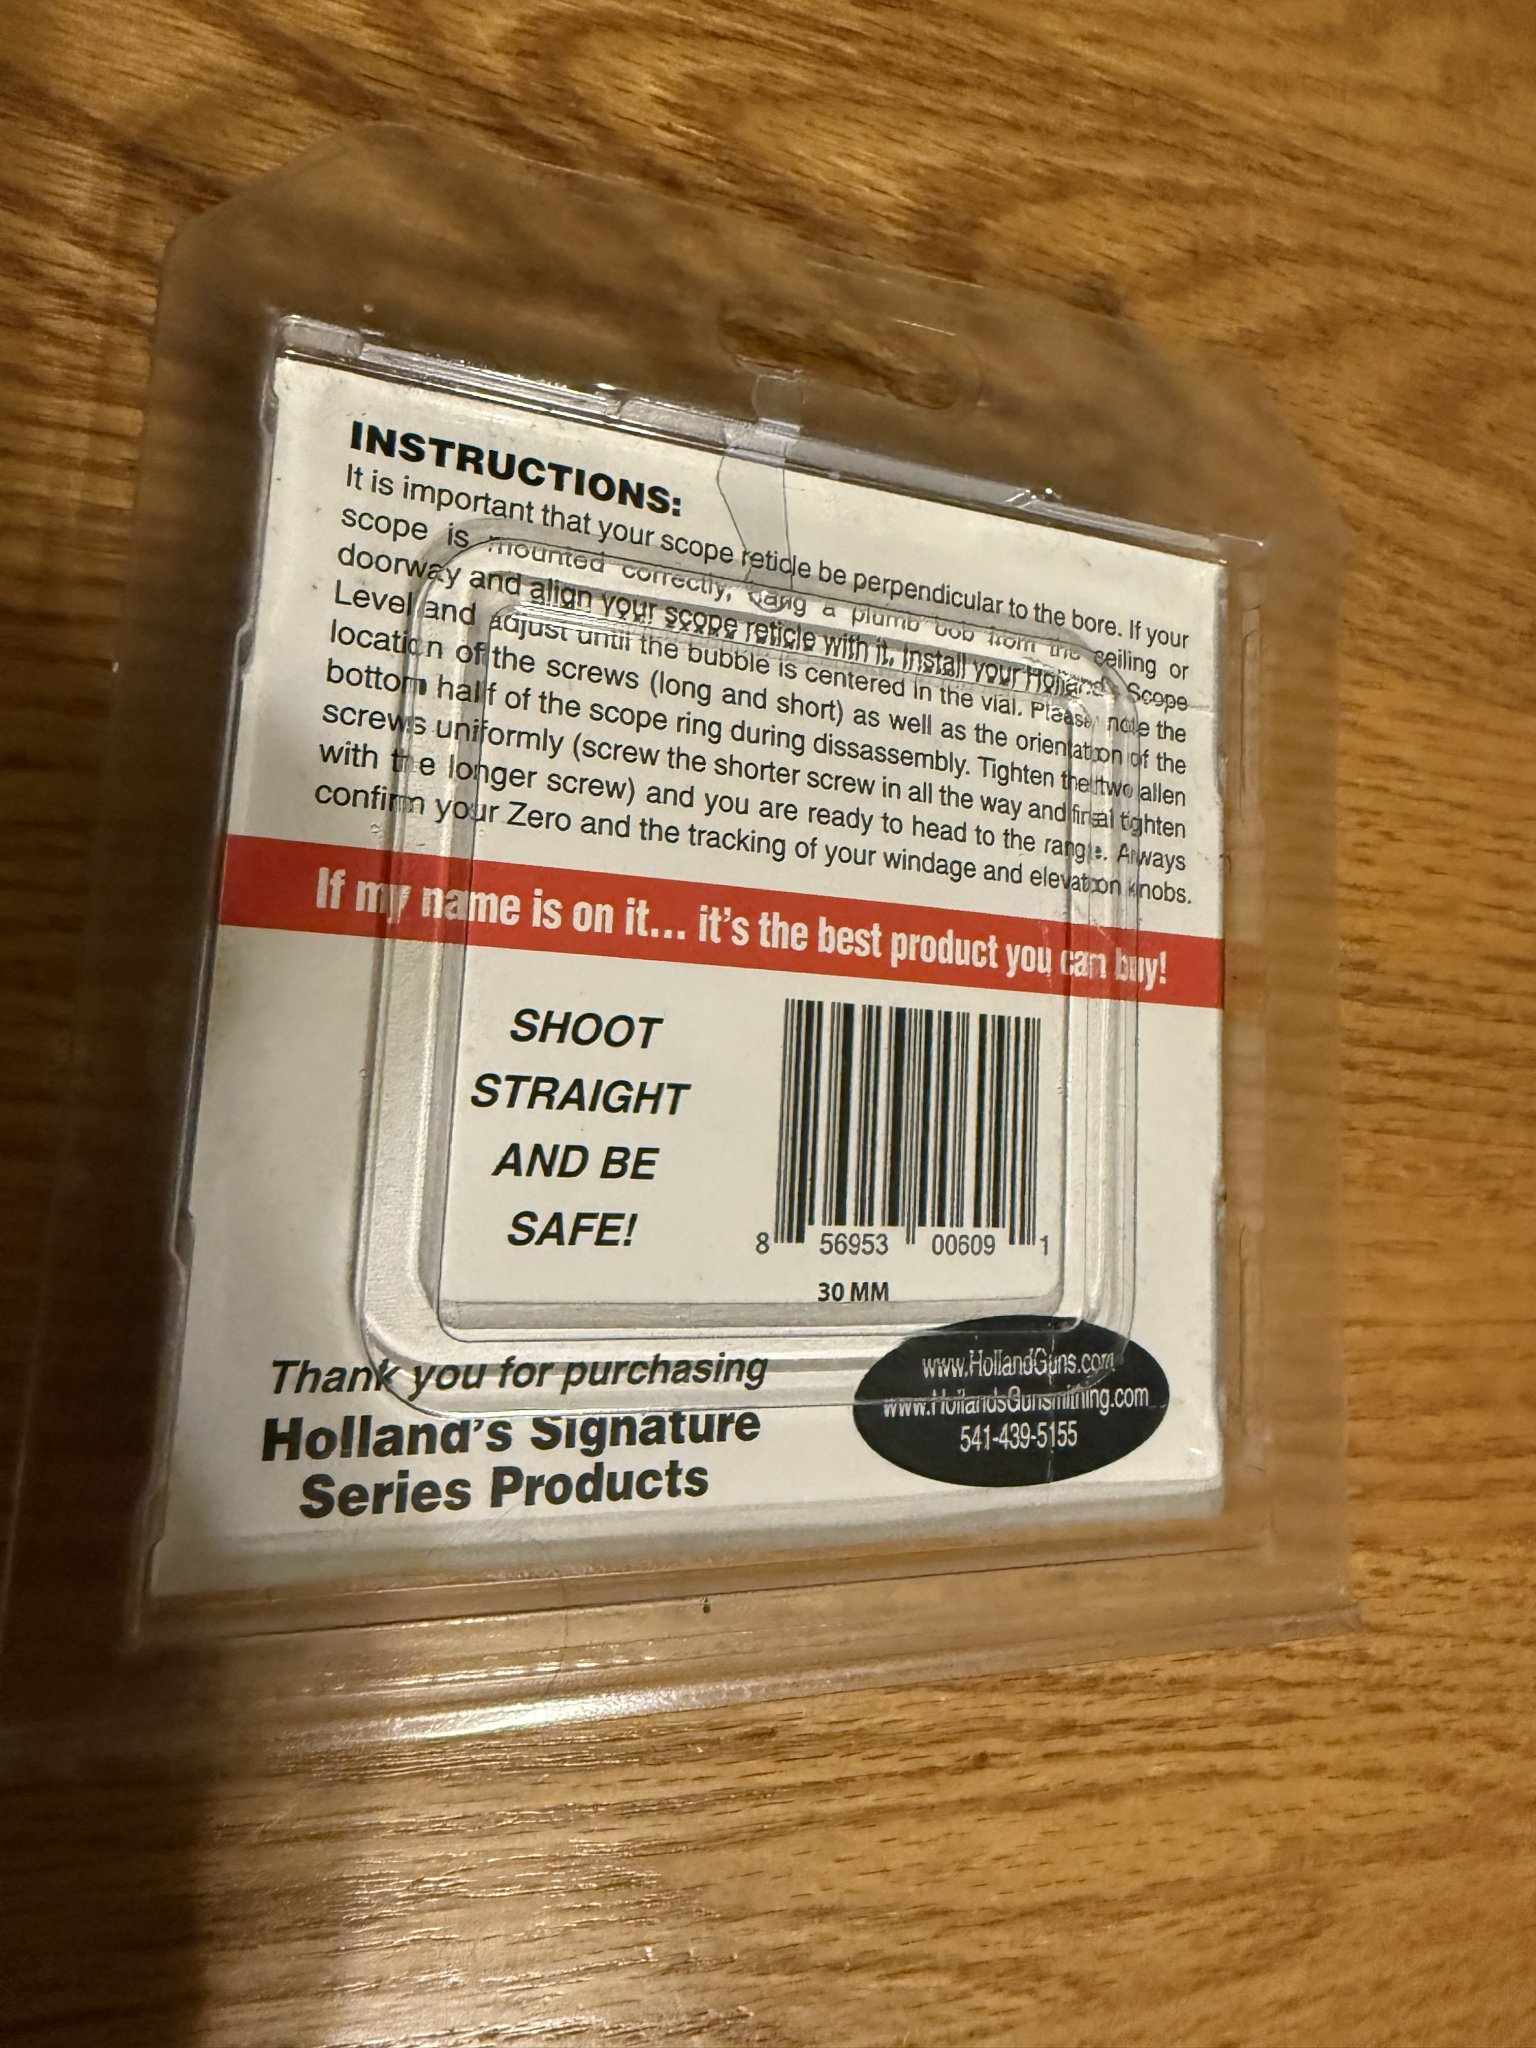 INSTRUCTIONS:
It is important that your scope reticle be perpendicular to the bore. If your
scope is mounted correctly, hang a plumb bob from the ceiling or
doorway and align your scope reticle with it. Install your Holland's Scope
Level and adjust until the bubble is centered in the vial. Please note the
location of the screws (long and short) as well as the orientation of the
bottom half of the scope ring during dissassembly. Tighten the two allen
screws uniformly (screw the shorter screw in all the way and final tighten
with the longer screw) and you are ready to head to the range. Always
confirm your Zero and the tracking of your windage and elevation knobs.
If my name is on it... it's the best product you can buy!
SHOOT
STRAIGHT
AND BE
SAFE!
8 56953 00609 1
30 MM
Thank you for purchasing
Holland's Signature
Series Products
www.HollandGuns.com
www.HollandsGunsmithing.com
541-439-5155